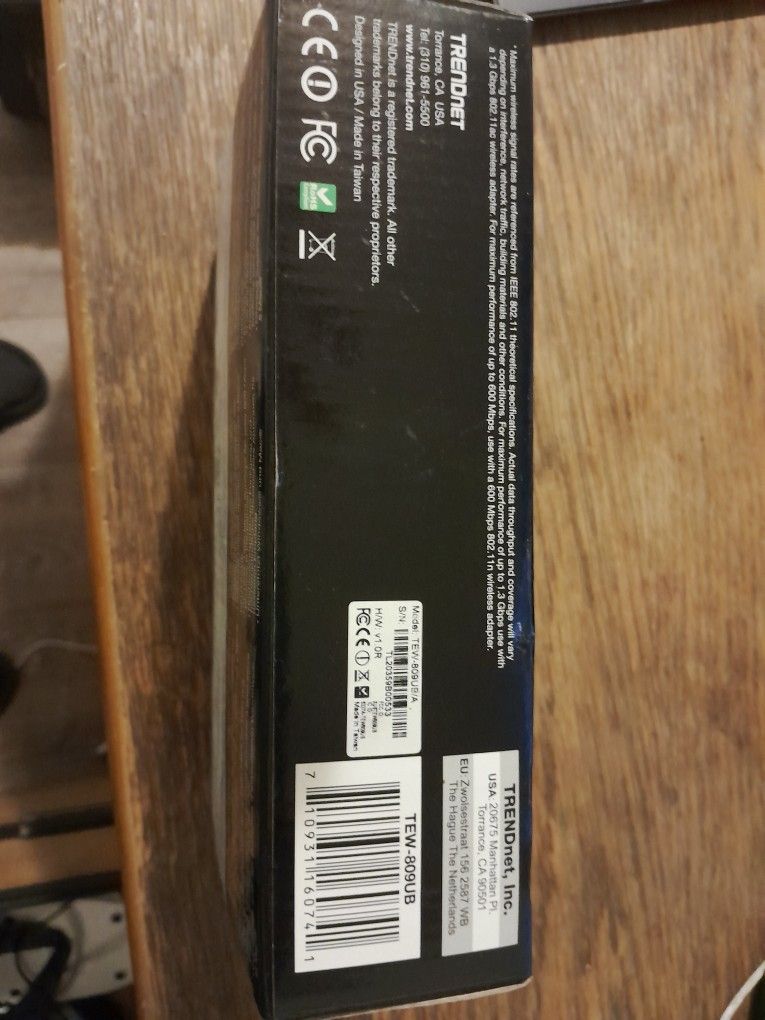 * Maximum wireless signal rates are referenced from IEEE 802.11 theoretical specifications. Actual data throughput and coverage will vary
depending on interference, network traffic, building materials and other conditions. For maximum performance of up to 1.3 Gbps use with
a 1.3 Gbps 802.11ac wireless adapter. For maximum performance of up to 600 Mbps, use with a 600 Mbps 802.11n wireless adapter.
TRENDnet
Torrance, CA USA
Tel: (310) 961-5500
www.trendnet.com
TRENDnet is a registered trademark. All other
trademarks belong to their respective proprietors.
Designed in USA / Made in Taiwan
CE FC
RoHS
Model: TEW-809UB/A
S/N:
TL20359B00533
H/W: v1.0R
FC CE
Made in Taiwan
TRENDnet, Inc.
USA: 20675 Manhattan Pl.
Torrance, CA 90501
EU: Zwolsestraat 156 2587 WB
The Hague The Netherlands
TEW-809UB
7 10931 16074 1